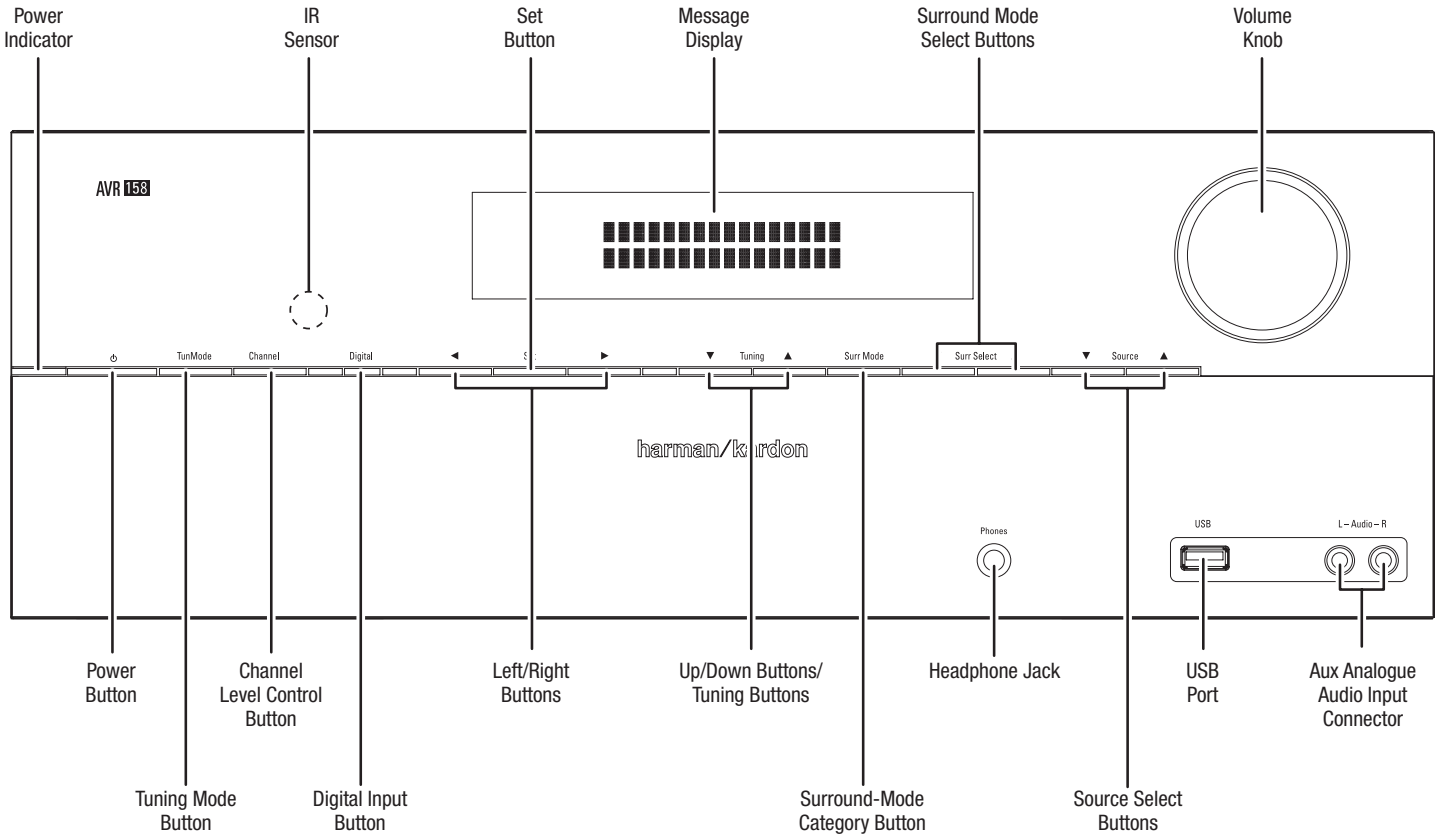 Power
Indicator
IR
Sensor
Set
Button
Message
Display
Surround Mode
Select Buttons
Volume
Knob
AVR 158
TunMode
Channel
Digital
Tuning
Surr Mode
Surr Select
Source
harman/kardon
Phones
USB
L – Audio – R
Power
Button
Channel
Level Control
Button
Left/Right
Buttons
Up/Down Buttons/
Tuning Buttons
Headphone Jack
USB
Port
Aux Analogue
Audio Input
Connector
Tuning Mode
Button
Digital Input
Button
Surround-Mode
Category Button
Source Select
Buttons